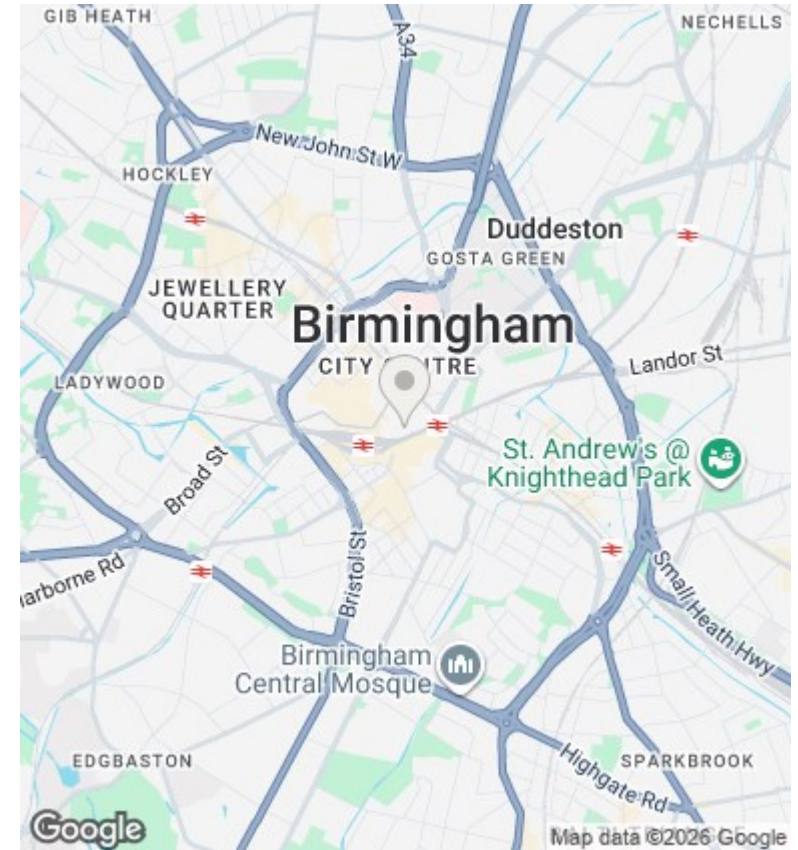 GIB HEATH
A34
NECHELLS
New John St W
HOCKLEY
Duddeston
GOSTA GREEN
JEWELLERY
QUARTER
Birmingham
CITY
Landor St
LADYWOOD
St. Andrew's @
Knighthead Park
Broad St
Harborne Rd
Bristol St
Small Heath Hwy
Birmingham
Central Mosque
EDGBASTON
SPARKBROOK
Highgate Rd
Google
Map data ©2026 Google